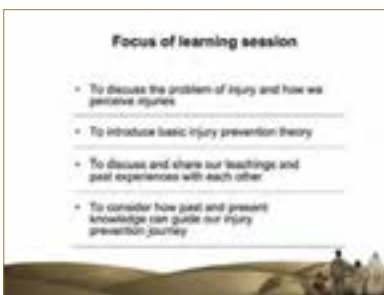 Focus of learning session
• To discuss the problem of injury and how we
perceive injuries
• To introduce basic injury prevention theory
• To discuss and share our teachings and
past experiences with each other
• To consider how past and present
knowledge can guide our injury
prevention journey